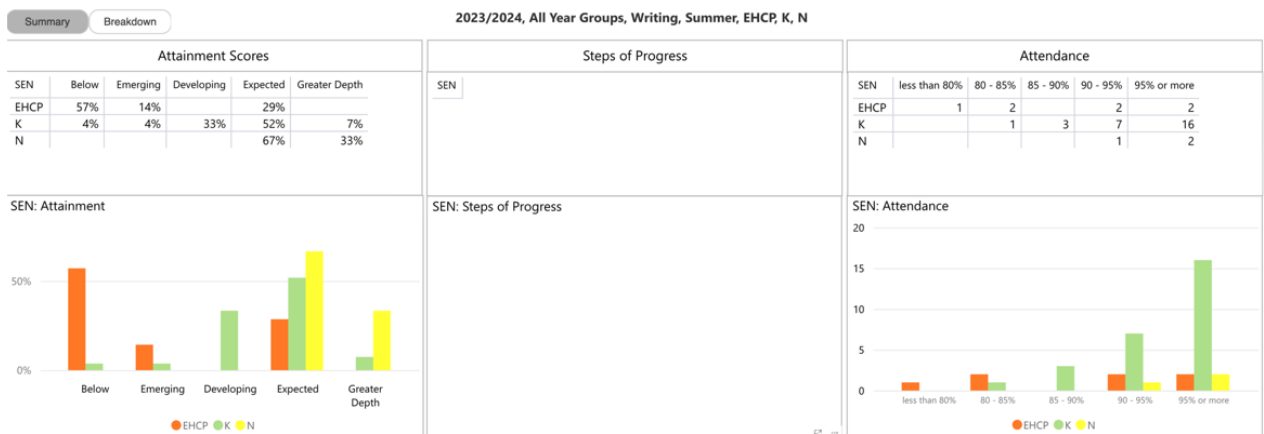 Summary Breakdown
2023/2024, All Year Groups, Writing, Summer, EHCP, K, N
Attainment Scores
SEN Below Emerging Developing Expected Greater Depth
EHCP 57% 14% 29%
K 4% 4% 33% 52% 7%
N 67% 33%
Steps of Progress
SEN
Attendance
SEN less than 80% 80 - 85% 85 - 90% 90 - 95% 95% or more
EHCP 1 2 2 2
K 1 3 7 16
N 1 2
SEN: Attainment
50%
0%
Below Emerging Developing Expected Greater
Depth
EHCP K N
SEN: Steps of Progress
SEN: Attendance
20
15
10
5
0
less than 80% 80 - 85% 85 - 90% 90 - 95% 95% or more
EHCP K N